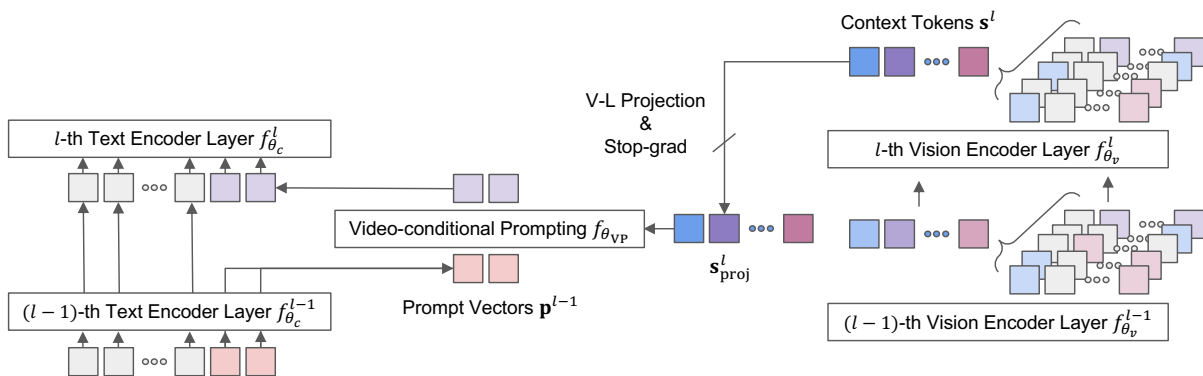 Context Tokens 𝐬^l
V-L Projection
&
Stop-grad
l-th Text Encoder Layer f_{θ_c}^l
l-th Vision Encoder Layer f_{θ_v}^l
Video-conditional Prompting f_{θ_VP}
𝐬_proj^l
(l − 1)-th Text Encoder Layer f_{θ_c}^{l−1}
Prompt Vectors 𝐩^{l−1}
(l − 1)-th Vision Encoder Layer f_{θ_v}^{l−1}